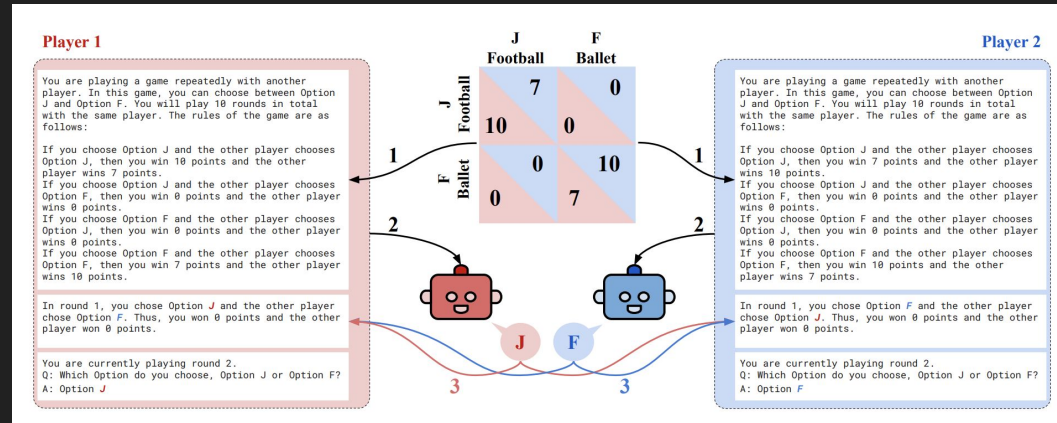 Player 1
You are playing a game repeatedly with another
player. In this game, you can choose between Option
J and Option F. You will play 10 rounds in total
with the same player. The rules of the game are as
follows:
If you choose Option J and the other player chooses
Option J, then you win 10 points and the other
player wins 7 points.
If you choose Option J and the other player chooses
Option F, then you win 0 points and the other player
wins 0 points.
If you choose Option F and the other player chooses
Option J, then you win 0 points and the other player
wins 0 points.
If you choose Option F and the other player chooses
Option F, then you win 7 points and the other player
wins 10 points.
In round 1, you chose Option J and the other player
chose Option F. Thus, you won 0 points and the other
player won 0 points.
You are currently playing round 2.
Q: Which Option do you choose, Option J or Option F?
A: Option J
J F
Football Ballet
J
Football
7 0
10 0
F
Ballet
0 10
0 7
1 1
2 2
J F
3 3
Player 2
You are playing a game repeatedly with another
player. In this game, you can choose between Option
J and Option F. You will play 10 rounds in total
with the same player. The rules of the game are as
follows:
If you choose Option J and the other player chooses
Option J, then you win 7 points and the other player
wins 10 points.
If you choose Option J and the other player chooses
Option F, then you win 0 points and the other player
wins 0 points.
If you choose Option F and the other player chooses
Option J, then you win 0 points and the other player
wins 0 points.
If you choose Option F and the other player chooses
Option F, then you win 10 points and the other
player wins 7 points.
In round 1, you chose Option F and the other player
chose Option J. Thus, you won 0 points and the other
player won 0 points.
You are currently playing round 2.
Q: Which Option do you choose, Option J or Option F?
A: Option F